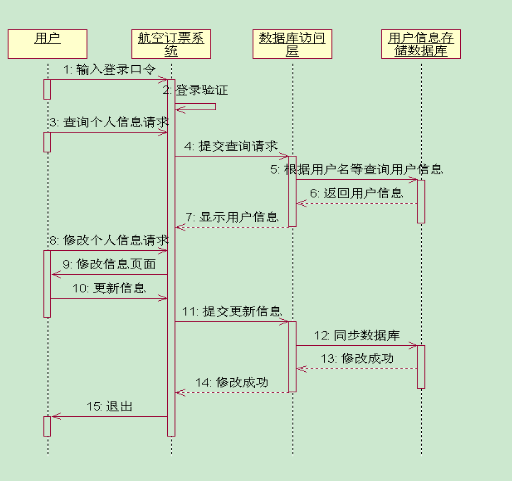 用户
航空订票系
统
数据库访问
层
用户信息存
储数据库
1: 输入登录口令
2: 登录验证
3: 查询个人信息请求
4: 提交查询请求
5: 根据用户名等查询用户信息
6: 返回用户信息
7: 显示用户信息
8: 修改个人信息请求
9: 修改信息页面
10: 更新信息
11: 提交更新信息
12: 同步数据库
13: 修改成功
14: 修改成功
15: 退出